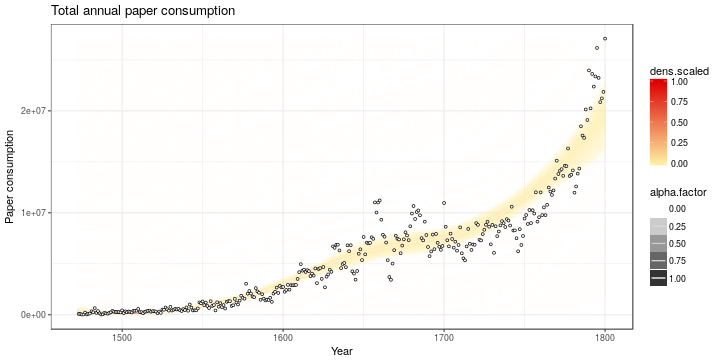 Total annual paper consumption
Paper consumption
2e+07
1e+07
0e+00
1500
1600
1700
1800
Year
dens.scaled
1.00
0.75
0.50
0.25
0.00
alpha.factor
0.00
0.25
0.50
0.75
1.00